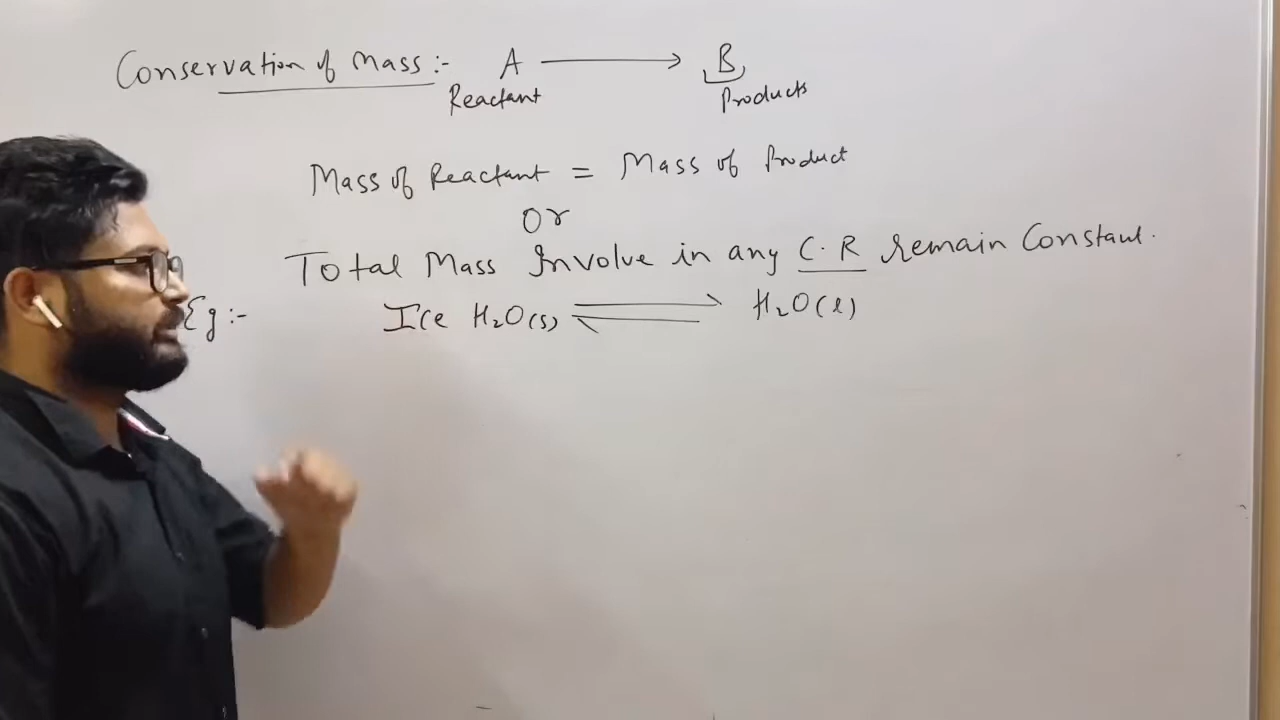 Conservation of Mass :- A ⟶ B
Reactant Products
Mass of Reactant = Mass of Product
Or
Total Mass Involve in any C.R remain Constant.
Eg :- Ice H₂O(s) ⇌ H₂O(l)